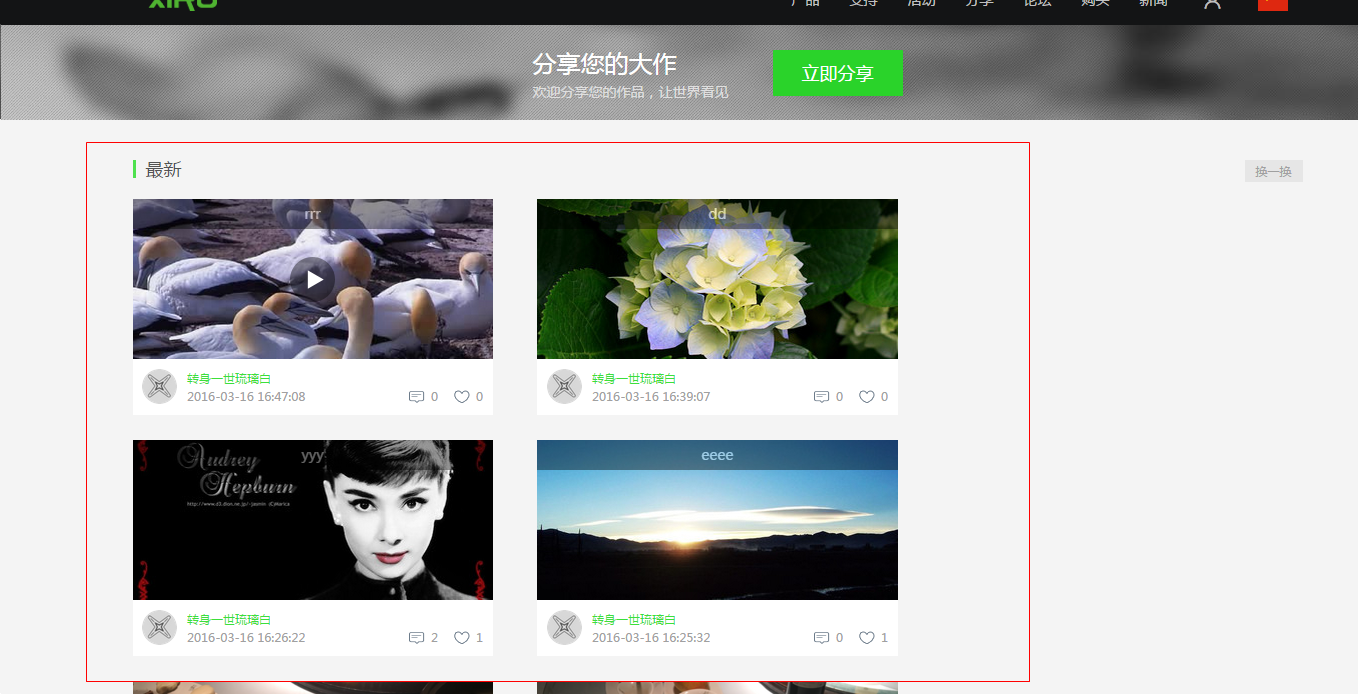 XIRO
产品 支持 活动 分享 论坛 购买 新闻
分享您的大作
欢迎分享您的作品，让世界看见
立即分享
最新
换一换
rrr
dd
转身一世琉璃白
2016-03-16 16:47:08
0 0
转身一世琉璃白
2016-03-16 16:39:07
0 0
Audrey
Hepburn
yyy
eeee
转身一世琉璃白
2016-03-16 16:26:22
2 1
转身一世琉璃白
2016-03-16 16:25:32
0 1